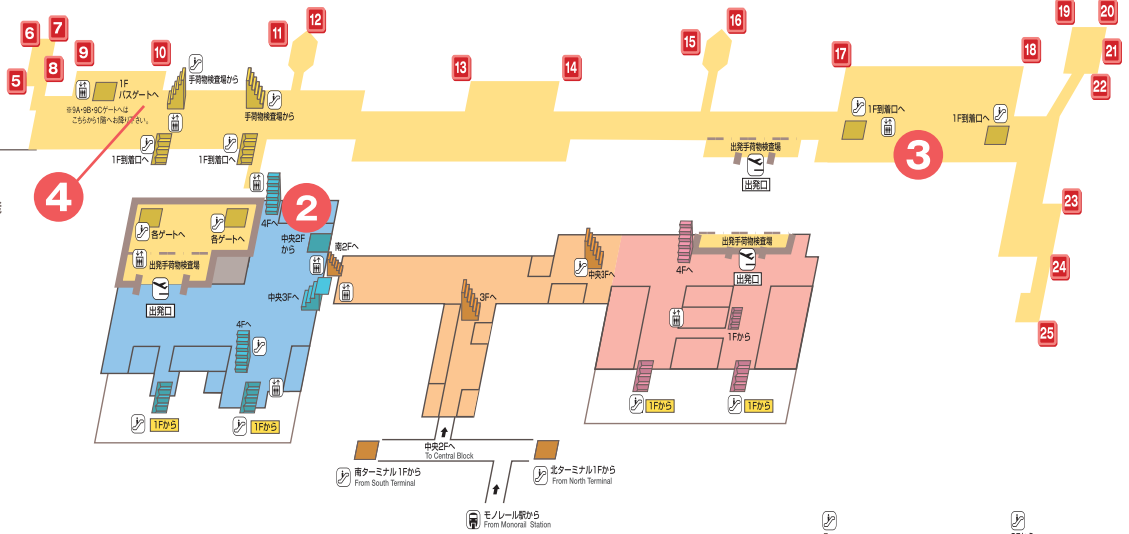 6
7
5
8
9
10
11
12
13
14
15
16
17
18
19
20
21
22
23
24
25
1F
バスゲートへ
※9A・9B・9Cゲートへは
こちらから1階へお降り下さい。
手荷物検査場から
手荷物検査場から
1F到着口へ
1F到着口へ
出発手荷物検査場
出発口
1F到着口へ
1F到着口へ
4
2
3
各ゲートへ
各ゲートへ
出発手荷物検査場
出発口
4Fへ
中央2F
から
南2Fへ
中央3Fへ
4Fへ
1Fから
1Fから
3Fへ
中央3Fへ
4Fへ
出発手荷物検査場
出発口
1Fから
1Fから
1Fから
中央2Fへ
To Central Block
南ターミナル1Fから
From South Terminal
北ターミナル1Fから
From North Terminal
モノレール駅から
From Monorail Station